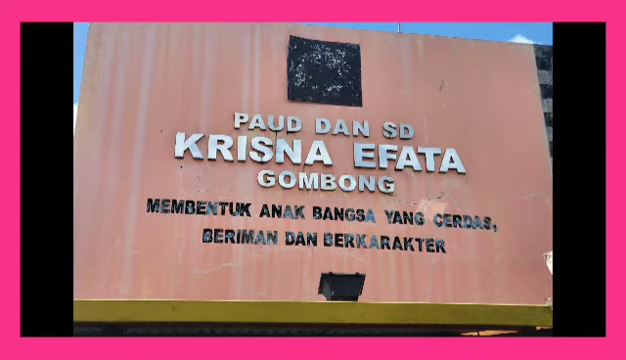 PAUD DAN SD
KRISNA EFATA
GOMBONG
MEMBENTUK ANAK BANGSA YANG CERDAS,
BERIMAN DAN BERKARAKTER